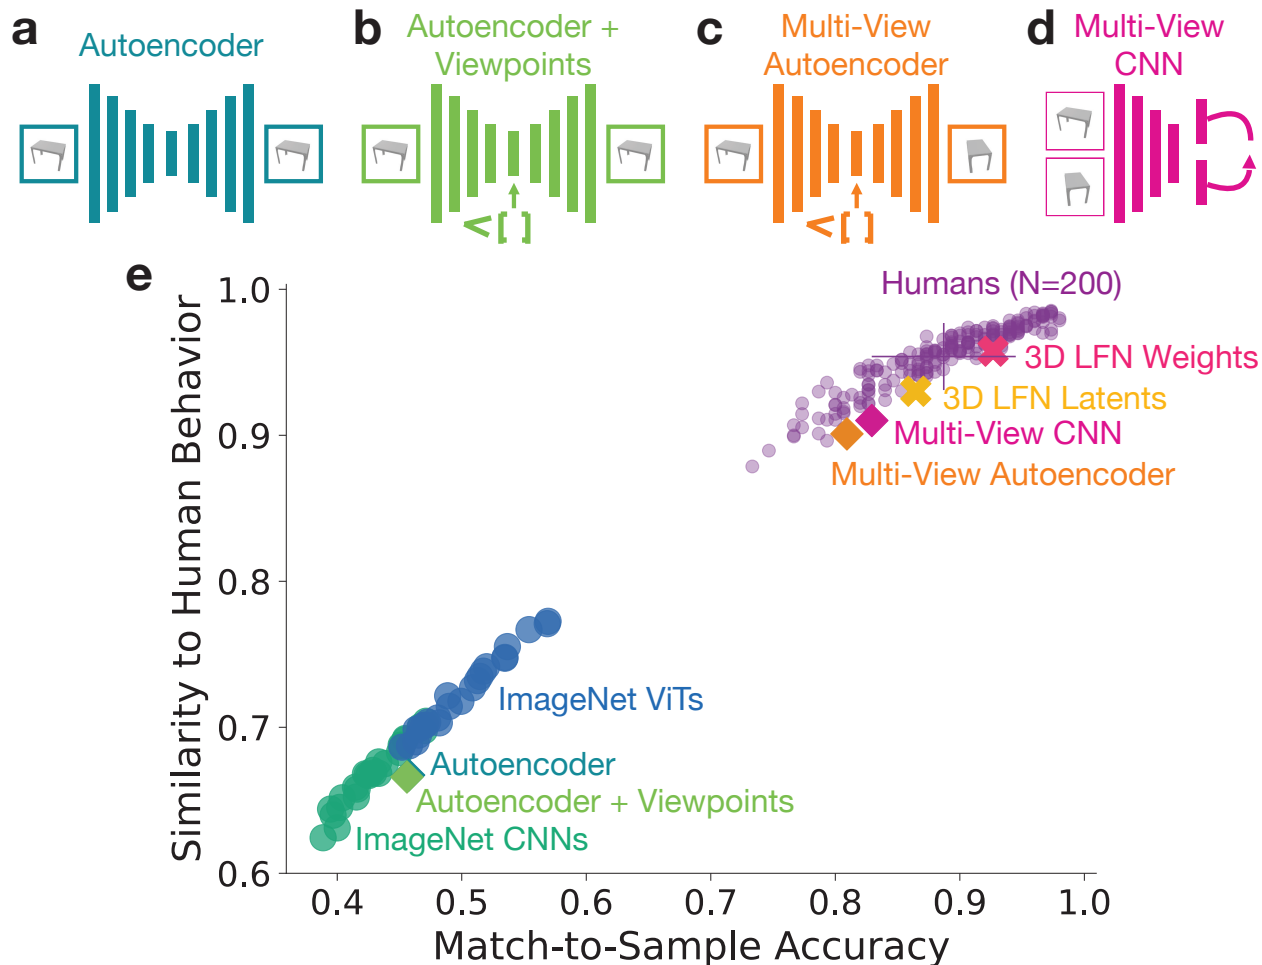 a
Autoencoder
b
Autoencoder +
Viewpoints
c
Multi-View
Autoencoder
d
Multi-View
CNN
<[ ]
<[ ]
e
Similarity to Human Behavior
1.0
0.9
0.8
0.7
0.6
Humans (N=200)
3D LFN Weights
3D LFN Latents
Multi-View CNN
Multi-View Autoencoder
ImageNet ViTs
Autoencoder
Autoencoder + Viewpoints
ImageNet CNNs
0.4 0.5 0.6 0.7 0.8 0.9 1.0
Match-to-Sample Accuracy